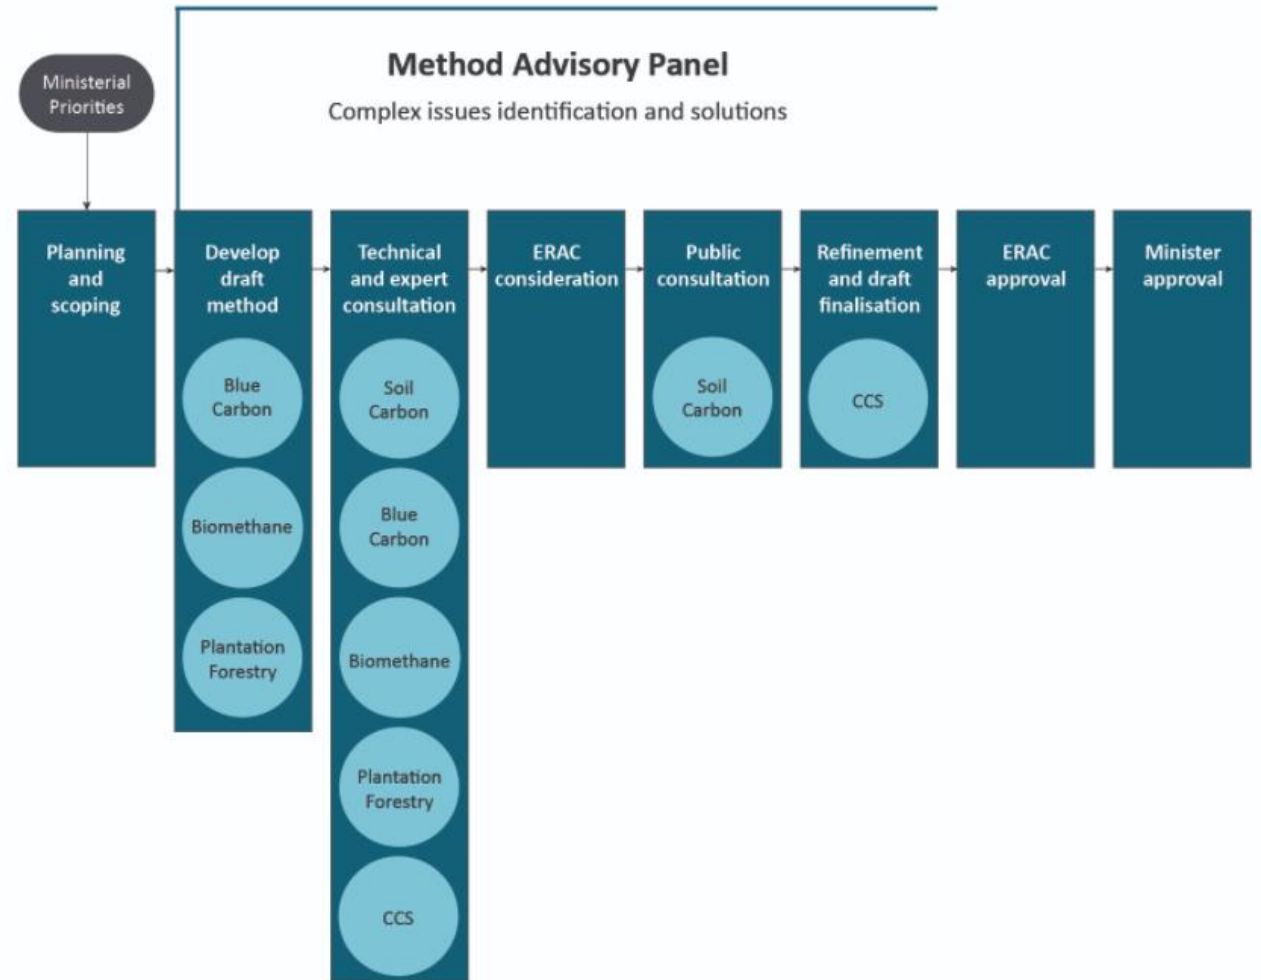 Method Advisory Panel
Complex issues identification and solutions
Ministerial
Priorities
Planning
and
scoping
Develop
draft
method
Blue
Carbon
Biomethane
Plantation
Forestry
Technical
and expert
consultation
Soil
Carbon
Blue
Carbon
Biomethane
Plantation
Forestry
CCS
ERAC
consideration
Public
consultation
Soil
Carbon
Refinement
and draft
finalisation
CCS
ERAC
approval
Minister
approval